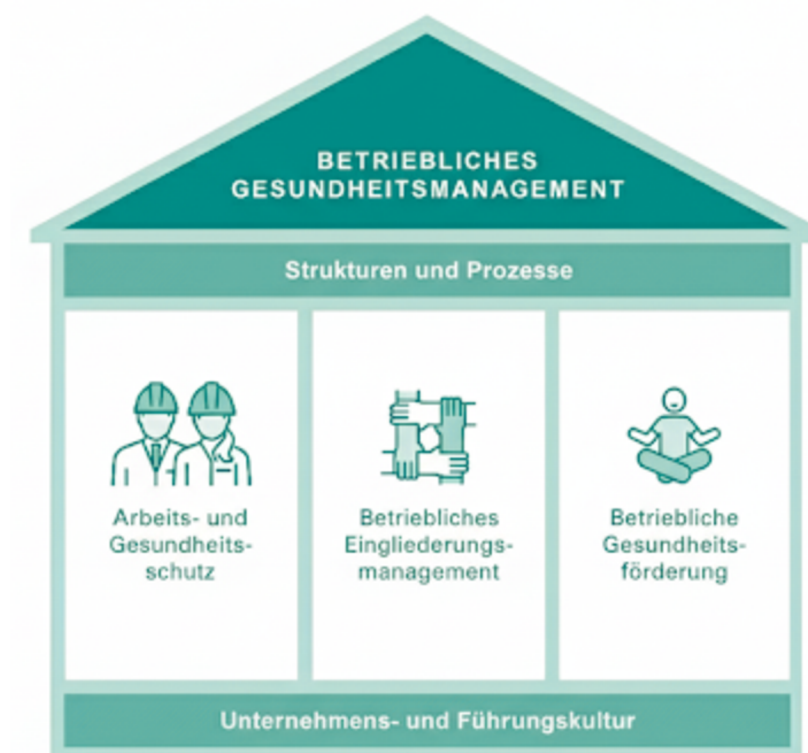 BETRIEBLICHES
GESUNDHEITSMANAGEMENT
Strukturen und Prozesse
Arbeits- und
Gesundheits-
schutz
Betriebliches
Eingliederungs-
management
Betriebliche
Gesundheits-
förderung
Unternehmens- und Führungskultur